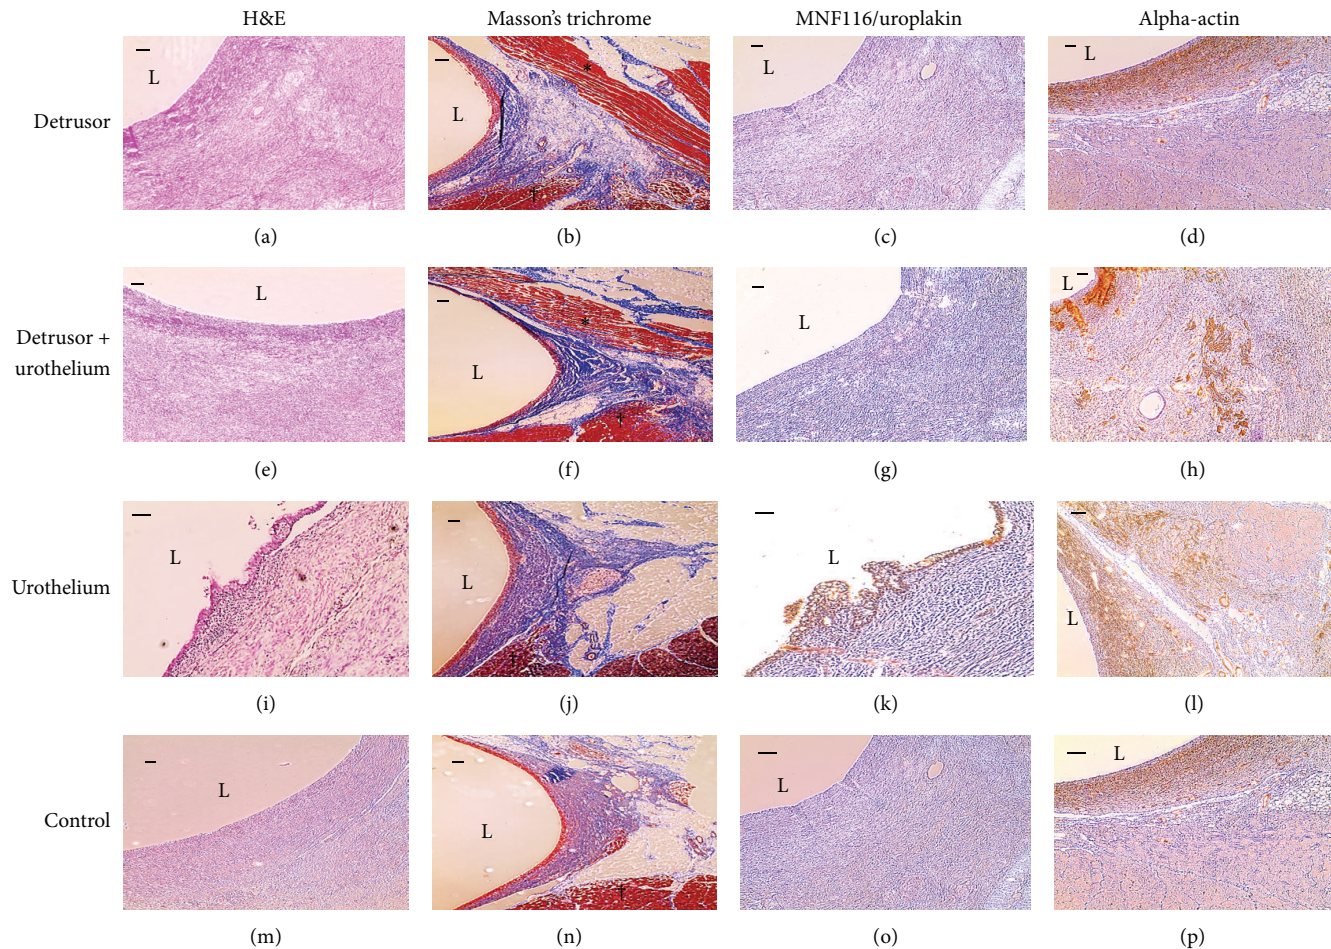 H&E Masson's trichrome MNF116/uroplakin Alpha-actin
Detrusor
L L * † L L
(a) (b) (c) (d)
Detrusor +
urothelium
L L * † L L
(e) (f) (g) (h)
Urothelium
L L † L L
(i) (j) (k) (l)
Control
L L † L L
(m) (n) (o) (p)